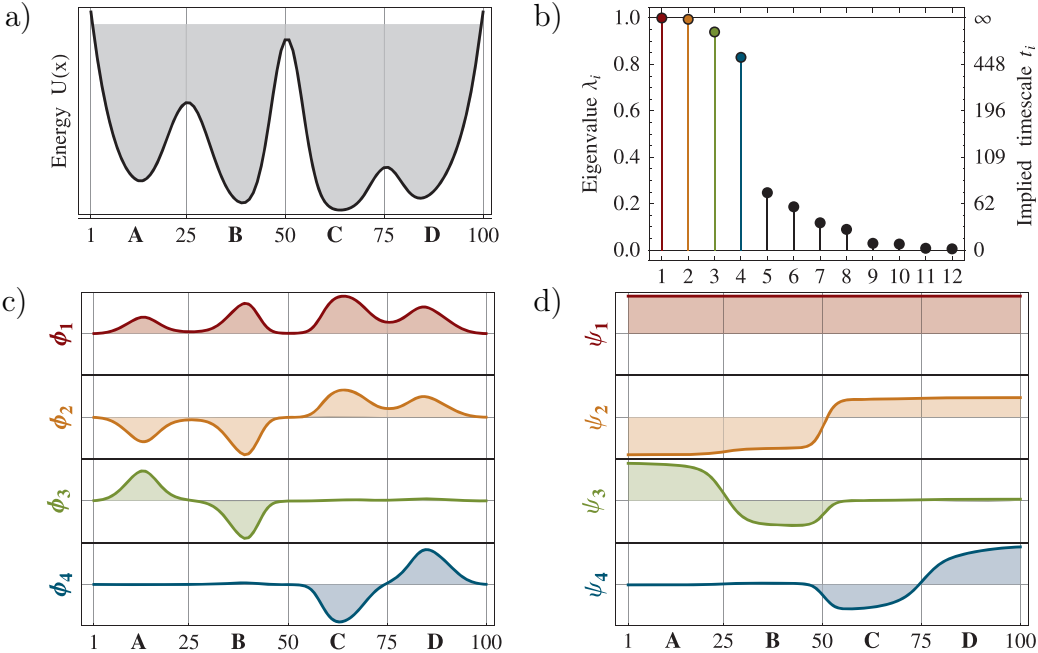 a)
Energy U(x)
1 A 25 B 50 C 75 D 100
b)
Eigenvalue λi
1.0
0.8
0.6
0.4
0.2
0.0
1 2 3 4 5 6 7 8 9 10 11 12
∞
448
196
109
62
0
Implied timescale ti
c)
ϕ1
ϕ2
ϕ3
ϕ4
1 A 25 B 50 C 75 D 100
d)
ψ1
ψ2
ψ3
ψ4
1 A 25 B 50 C 75 D 100